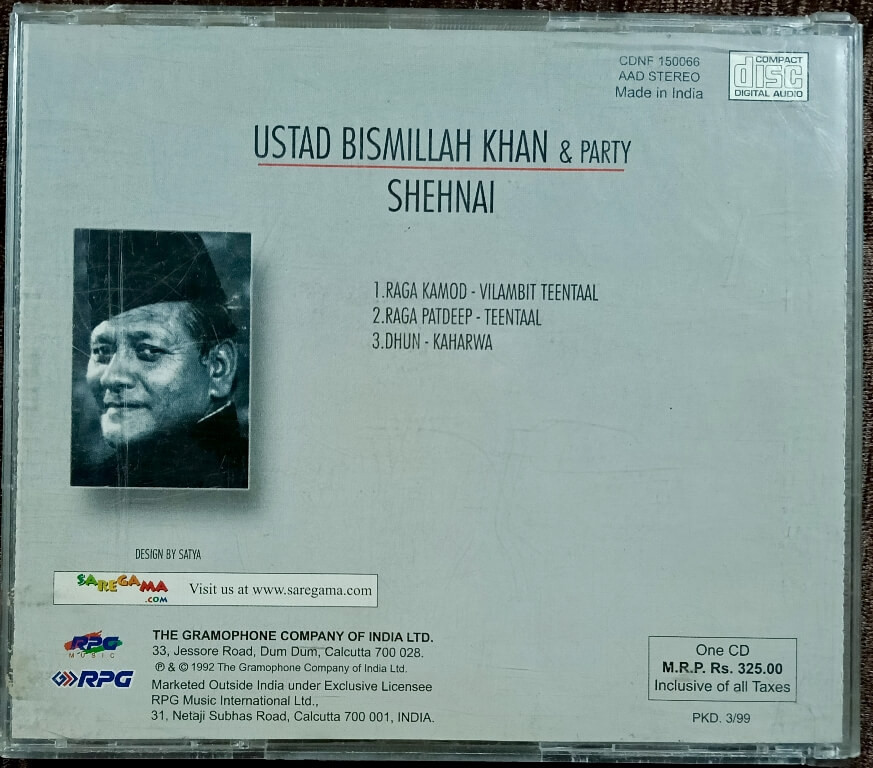 CDNF 150066
AAD STEREO
Made in India
COMPACT
disc
DIGITAL AUDIO
USTAD BISMILLAH KHAN & PARTY
SHEHNAI
1.RAGA KAMOD - VILAMBIT TEENTAAL
2.RAGA PATDEEP - TEENTAAL
3.DHUN - KAHARWA
DESIGN BY SATYA
SAREGAMA
.COM
Visit us at www.saregama.com
RPG
MUSIC
RPG
THE GRAMOPHONE COMPANY OF INDIA LTD.
33, Jessore Road, Dum Dum, Calcutta 700 028.
℗ & © 1992 The Gramophone Company of India Ltd.
Marketed Outside India under Exclusive Licensee
RPG Music International Ltd.,
31, Netaji Subhas Road, Calcutta 700 001, INDIA.
One CD
M.R.P. Rs. 325.00
Inclusive of all Taxes
PKD. 3/99